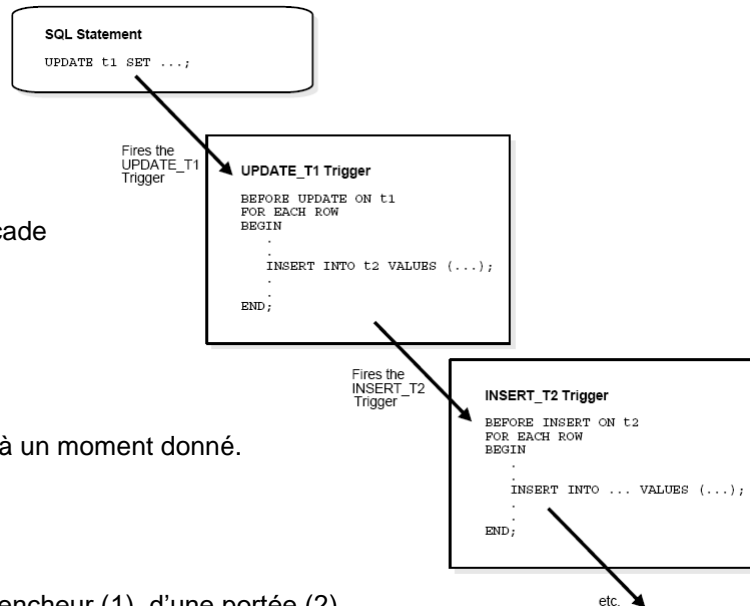 SQL Statement
UPDATE t1 SET ...;
Fires the
UPDATE_T1
Trigger
UPDATE_T1 Trigger
BEFORE UPDATE ON t1
FOR EACH ROW
BEGIN
.
.
INSERT INTO t2 VALUES (...);
.
.
END;
Fires the
INSERT_T2
Trigger
INSERT_T2 Trigger
BEFORE INSERT ON t2
FOR EACH ROW
BEGIN
.
.
INSERT INTO ... VALUES (...);
.
.
END;
etc.
à un moment donné.
(1), d'une portée (2)